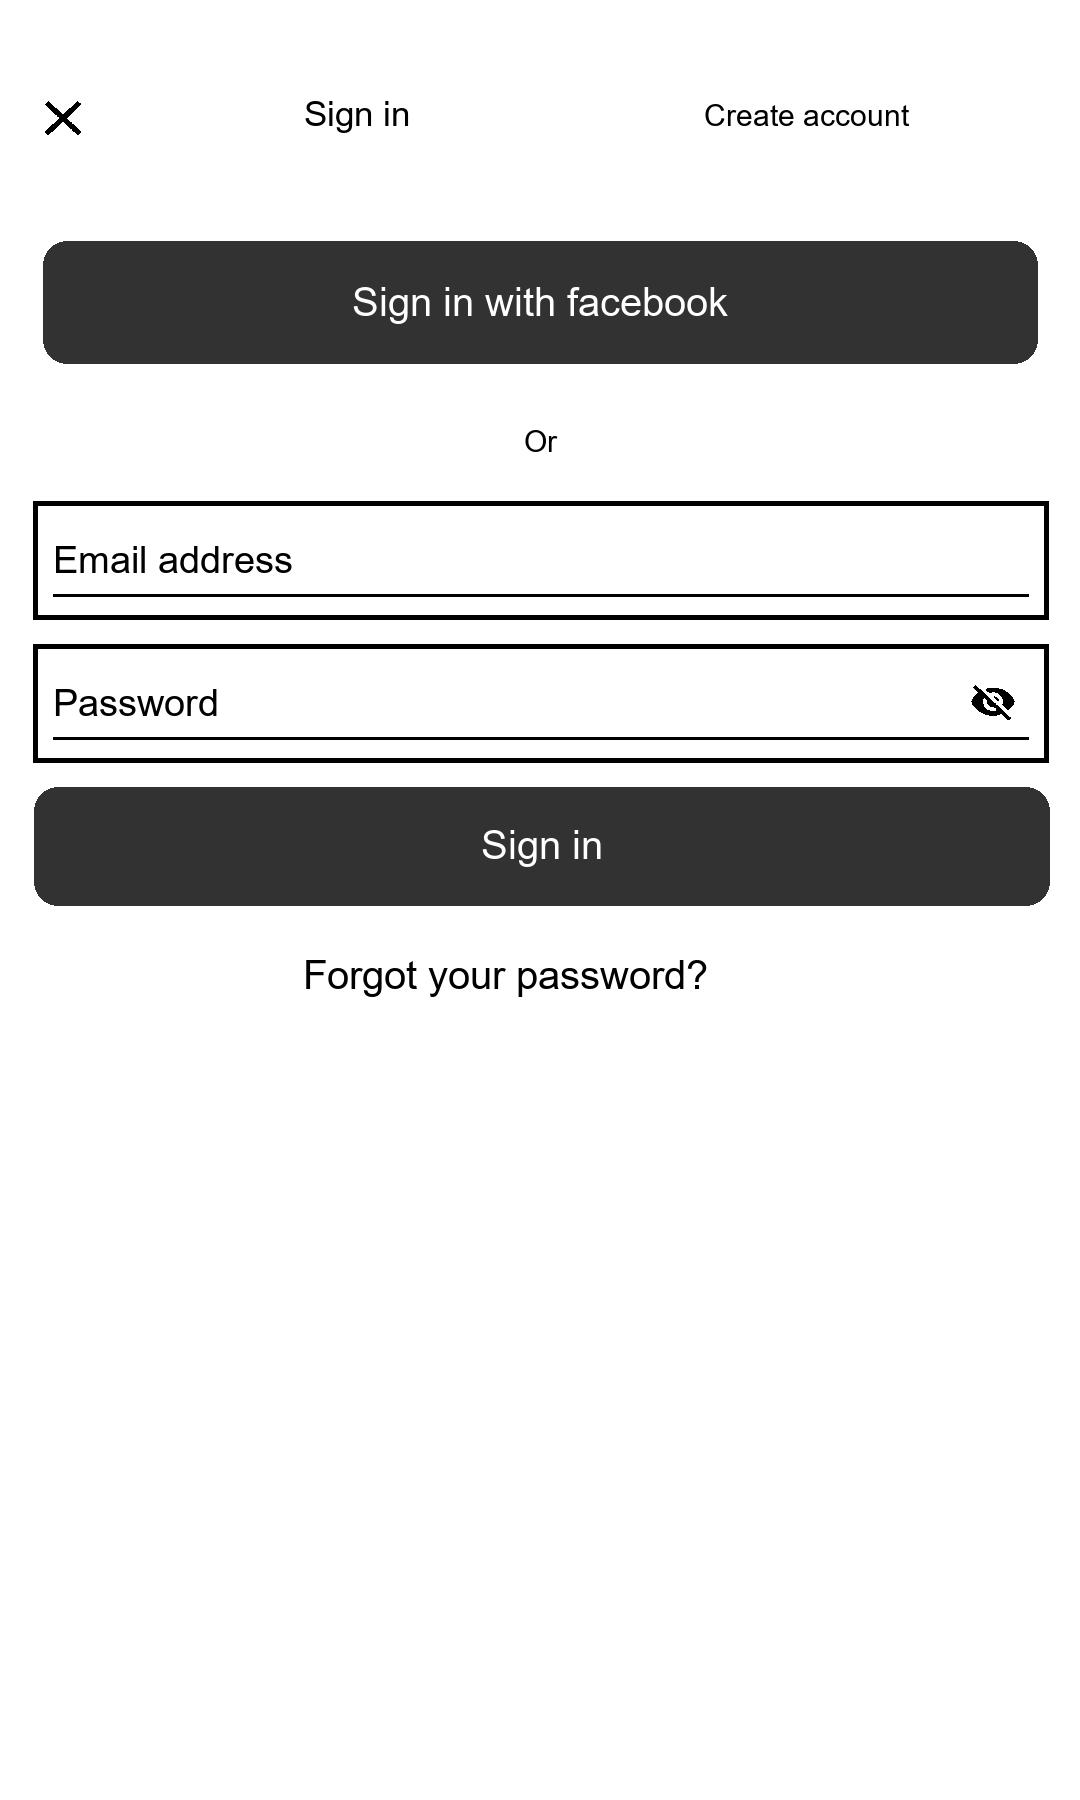 Sign in
Create account
Sign in with facebook
Or
Email address
Password
Sign in
Forgot your password?